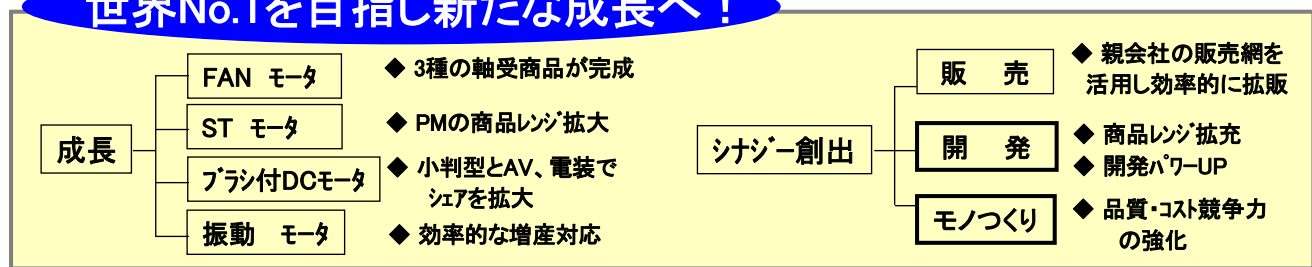 世界No.1を目指し新たな成長へ！
成長
FAN ﾓｰﾀ
◆ 3種の軸受商品が完成
ST ﾓｰﾀ
◆ PMの商品ﾚﾝｼﾞ拡大
ﾌﾞﾗｼ付DCﾓｰﾀ
◆ 小判型とAV、電装で
ｼｪｱを拡大
振動 ﾓｰﾀ
◆ 効率的な増産対応
ｼﾅｼﾞｰ創出
販 売
◆ 親会社の販売網を
活用し効率的に拡販
開 発
◆ 商品ﾚﾝｼﾞ拡充
◆ 開発ﾊﾟﾜｰUP
モノつくり
◆ 品質・ｺｽﾄ競争力
の強化